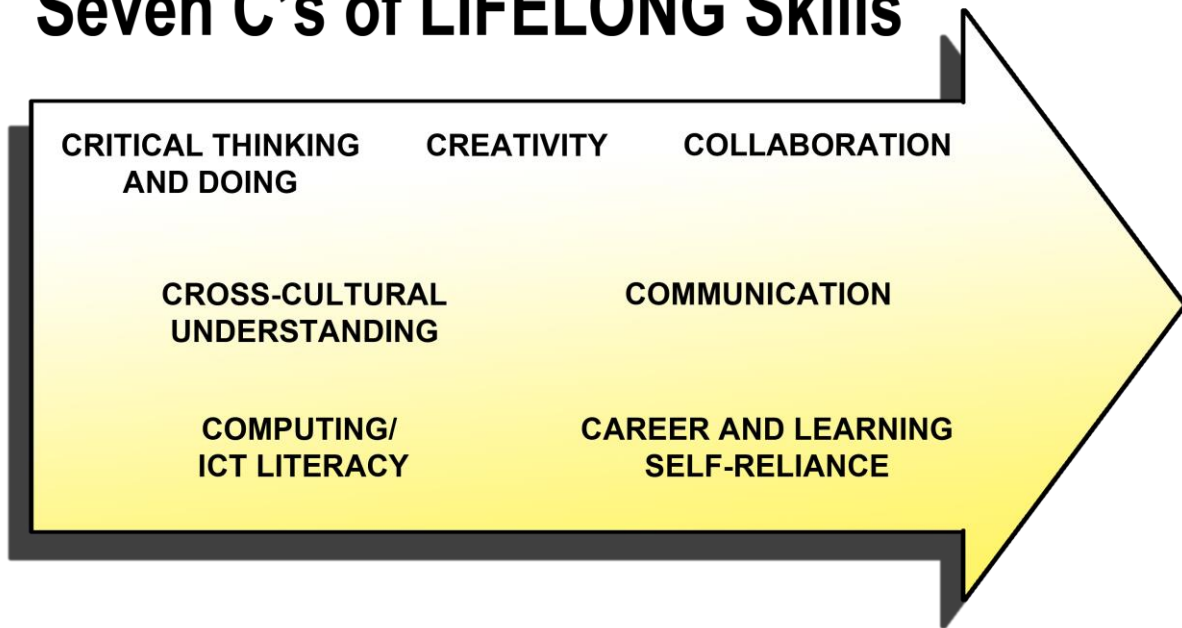 Seven C's of LIFELONG Skills
CRITICAL THINKING CREATIVITY COLLABORATION
AND DOING
CROSS-CULTURAL COMMUNICATION
UNDERSTANDING
COMPUTING/ CAREER AND LEARNING
ICT LITERACY SELF-RELIANCE